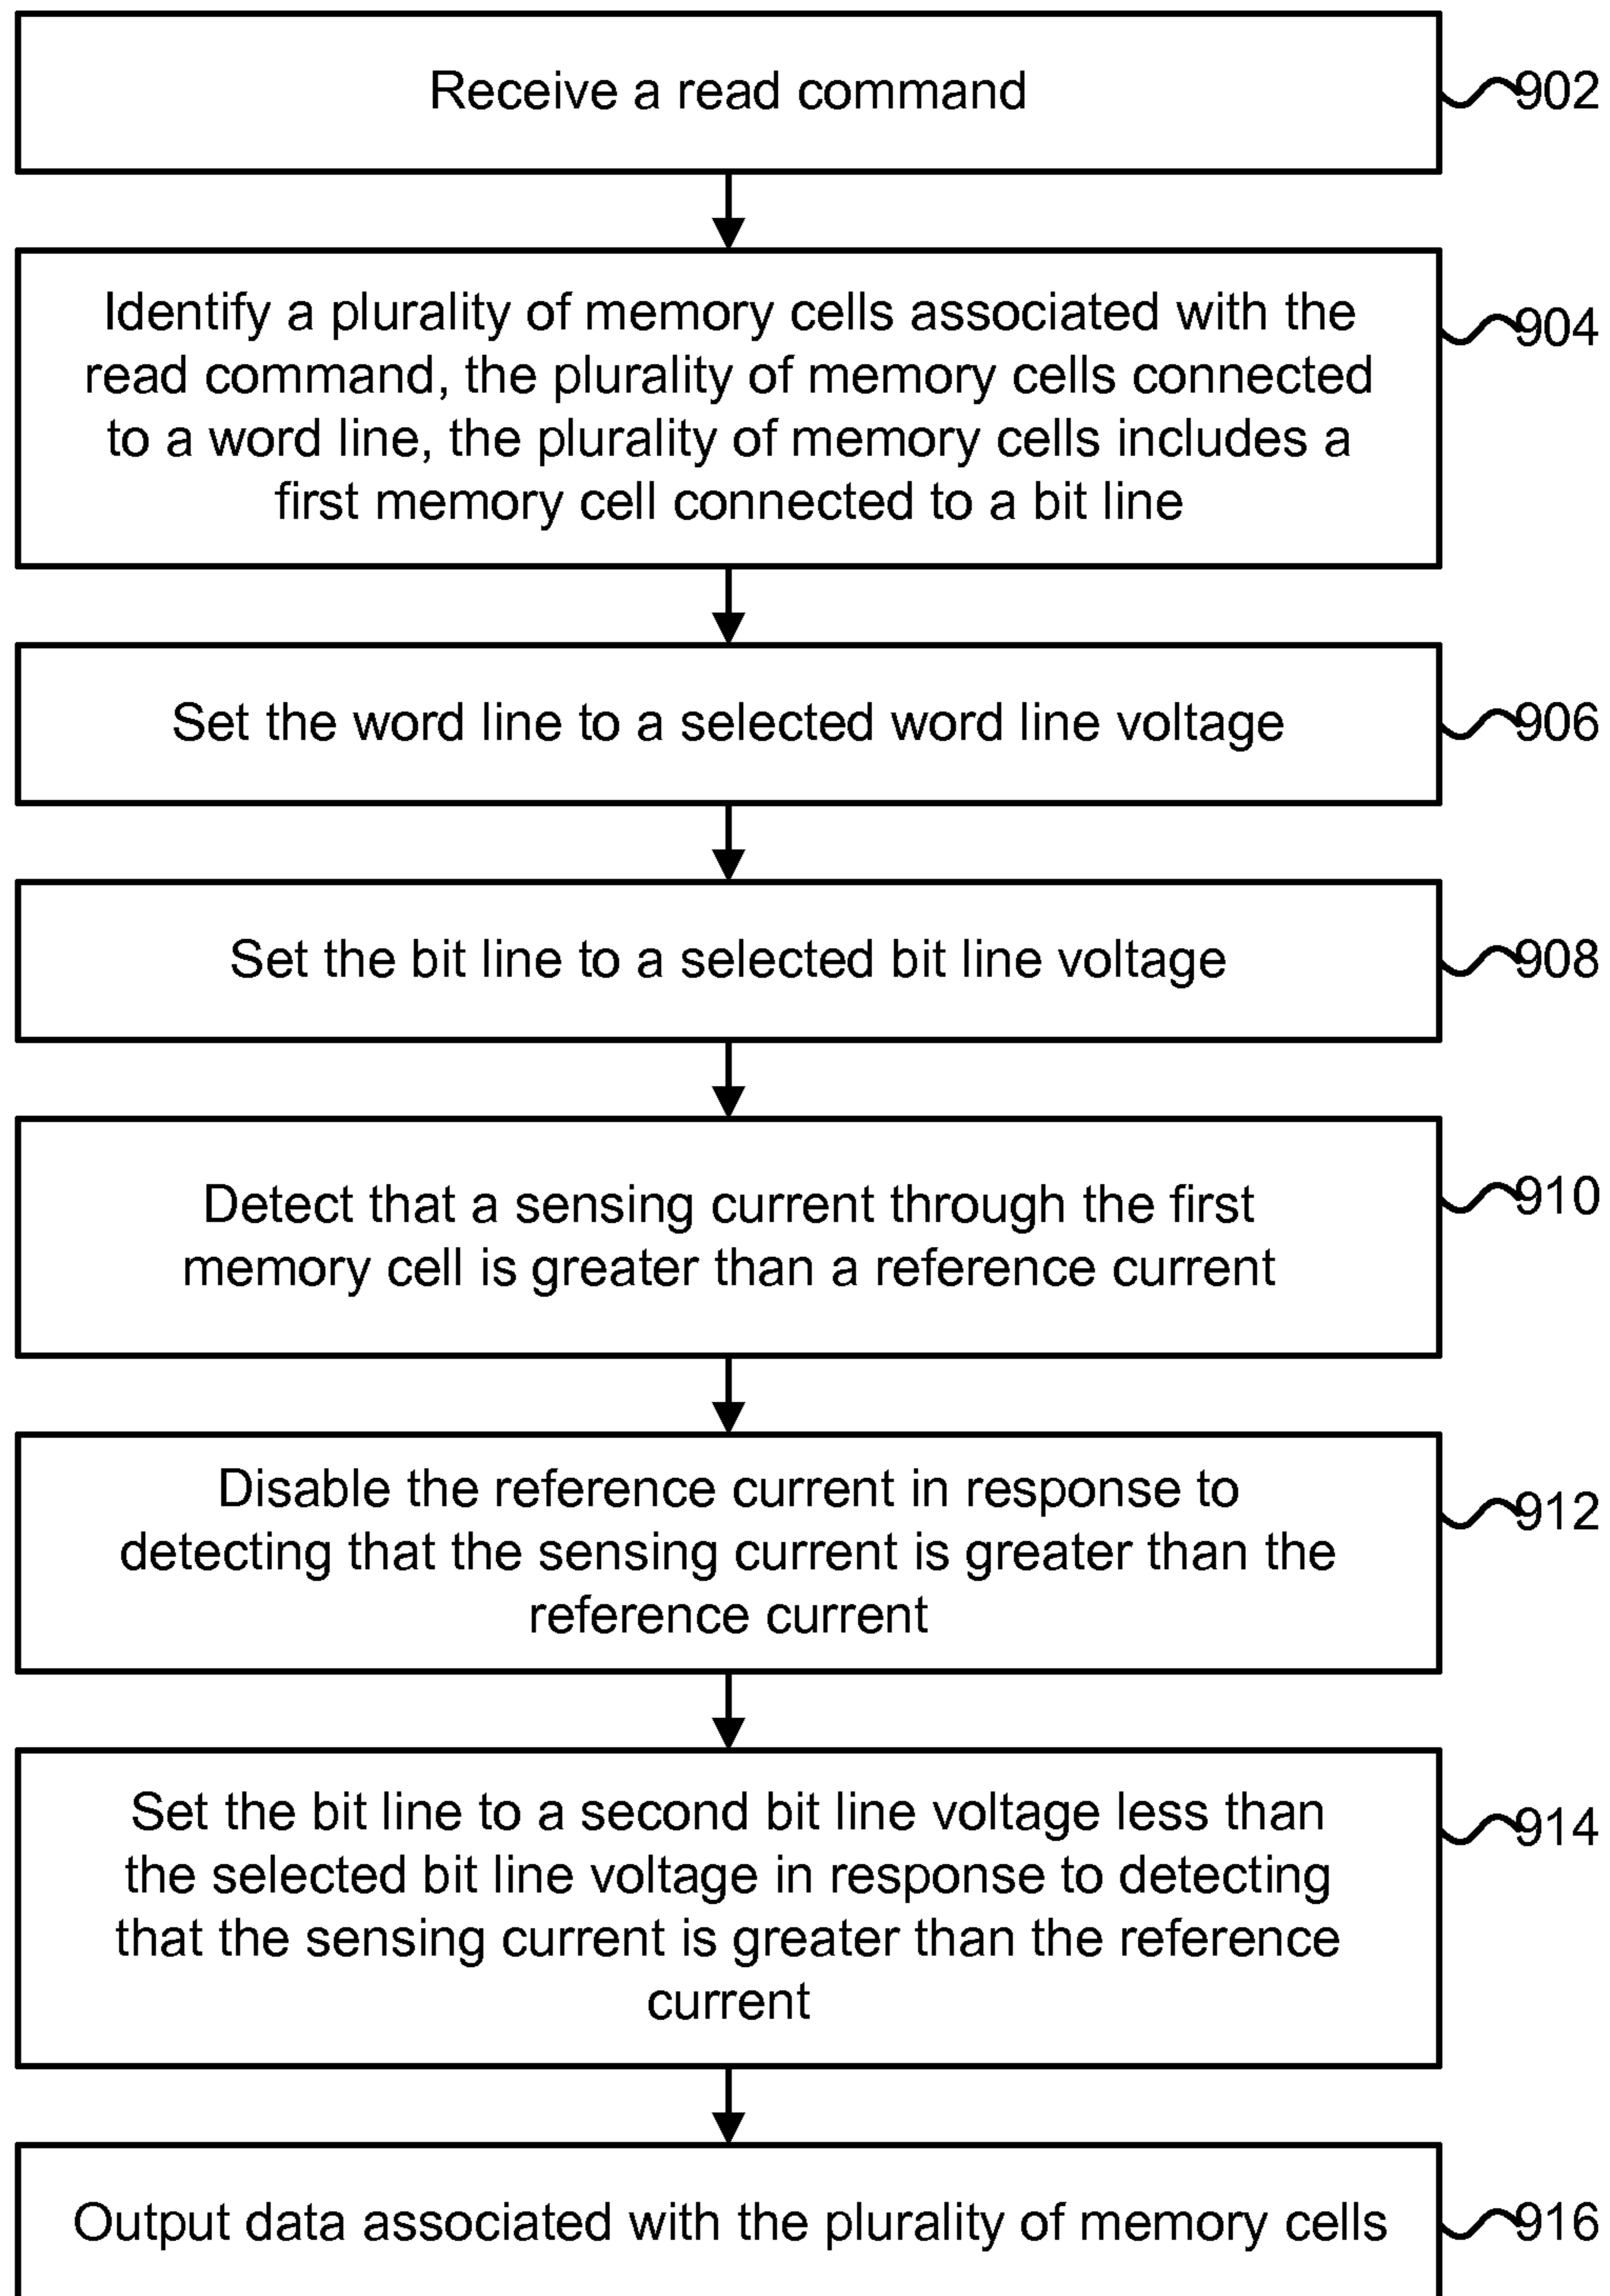 Receive a read command
902
Identify a plurality of memory cells associated with the
read command, the plurality of memory cells connected
to a word line, the plurality of memory cells includes a
first memory cell connected to a bit line
904
Set the word line to a selected word line voltage
906
Set the bit line to a selected bit line voltage
908
Detect that a sensing current through the first
memory cell is greater than a reference current
910
Disable the reference current in response to
detecting that the sensing current is greater than the
reference current
912
Set the bit line to a second bit line voltage less than
the selected bit line voltage in response to detecting
that the sensing current is greater than the reference
current
914
Output data associated with the plurality of memory cells
916